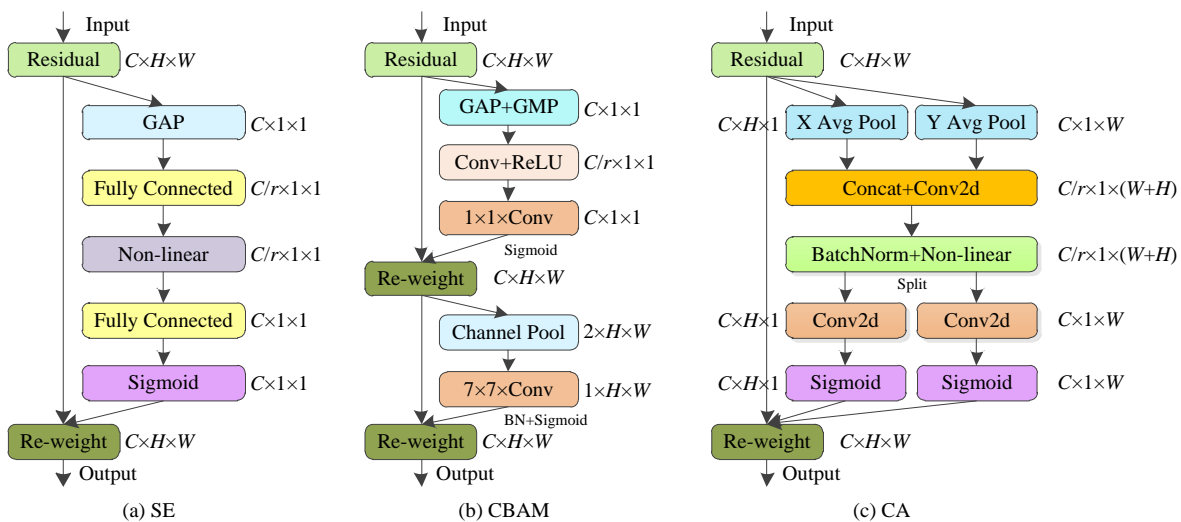 Input
Residual
C×H×W
GAP
C×1×1
Fully Connected
C/r×1×1
Non-linear
C/r×1×1
Fully Connected
C×1×1
Sigmoid
C×1×1
Re-weight
C×H×W
Output
(a) SE
Input
Residual
C×H×W
GAP+GMP
C×1×1
Conv+ReLU
C/r×1×1
1×1×Conv
C×1×1
Sigmoid
Re-weight
C×H×W
Channel Pool
2×H×W
7×7×Conv
1×H×W
BN+Sigmoid
Re-weight
C×H×W
Output
(b) CBAM
Input
Residual
C×H×W
C×H×1
X Avg Pool
Y Avg Pool
C×1×W
Concat+Conv2d
C/r×1×(W+H)
BatchNorm+Non-linear
C/r×1×(W+H)
Split
C×H×1
Conv2d
Conv2d
C×1×W
C×H×1
Sigmoid
Sigmoid
C×1×W
Re-weight
C×H×W
Output
(c) CA